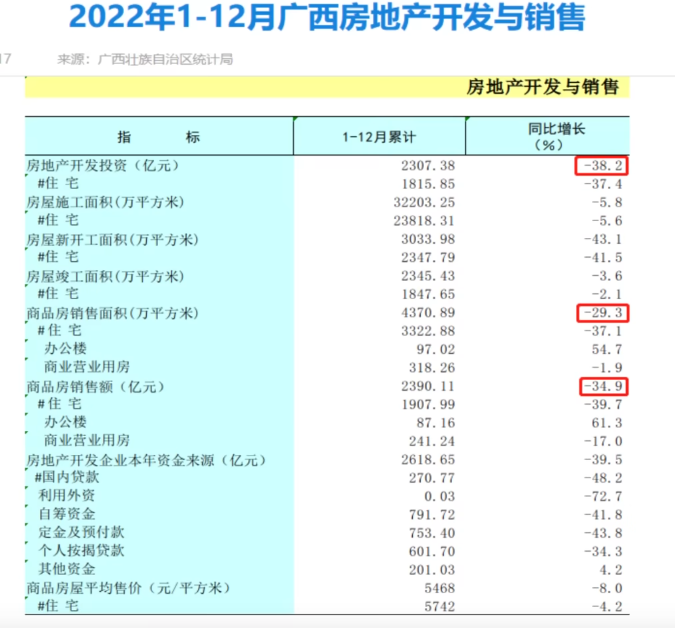 2022年1-12月广西房地产开发与销售
17 来源：广西壮族自治区统计局
房地产开发与销售
指 标 1-12月累计 同比增长（%）
房地产开发投资（亿元） 2307.38 -38.2
#住 宅 1815.85 -37.4
房屋施工面积(万平方米) 32203.25 -5.8
#住 宅 23818.31 -5.6
房屋新开工面积(万平方米) 3033.98 -43.1
#住 宅 2347.79 -41.5
房屋竣工面积(万平方米) 2345.43 -3.6
#住 宅 1847.65 -2.1
商品房销售面积(万平方米) 4370.89 -29.3
#住 宅 3322.88 -37.1
办公楼 97.02 54.7
商业营业用房 318.26 -1.9
商品房销售额（亿元） 2390.11 -34.9
#住 宅 1907.99 -39.7
办公楼 87.16 61.3
商业营业用房 241.24 -17.0
房地产开发企业本年资金来源（亿元） 2618.65 -39.5
#国内贷款 270.77 -48.2
利用外资 0.03 -72.7
自筹资金 791.72 -41.8
定金及预付款 753.40 -43.8
个人按揭贷款 601.70 -34.3
其他资金 201.03 4.2
商品房屋平均售价（元/平方米） 5468 -8.0
#住 宅 5742 -4.2